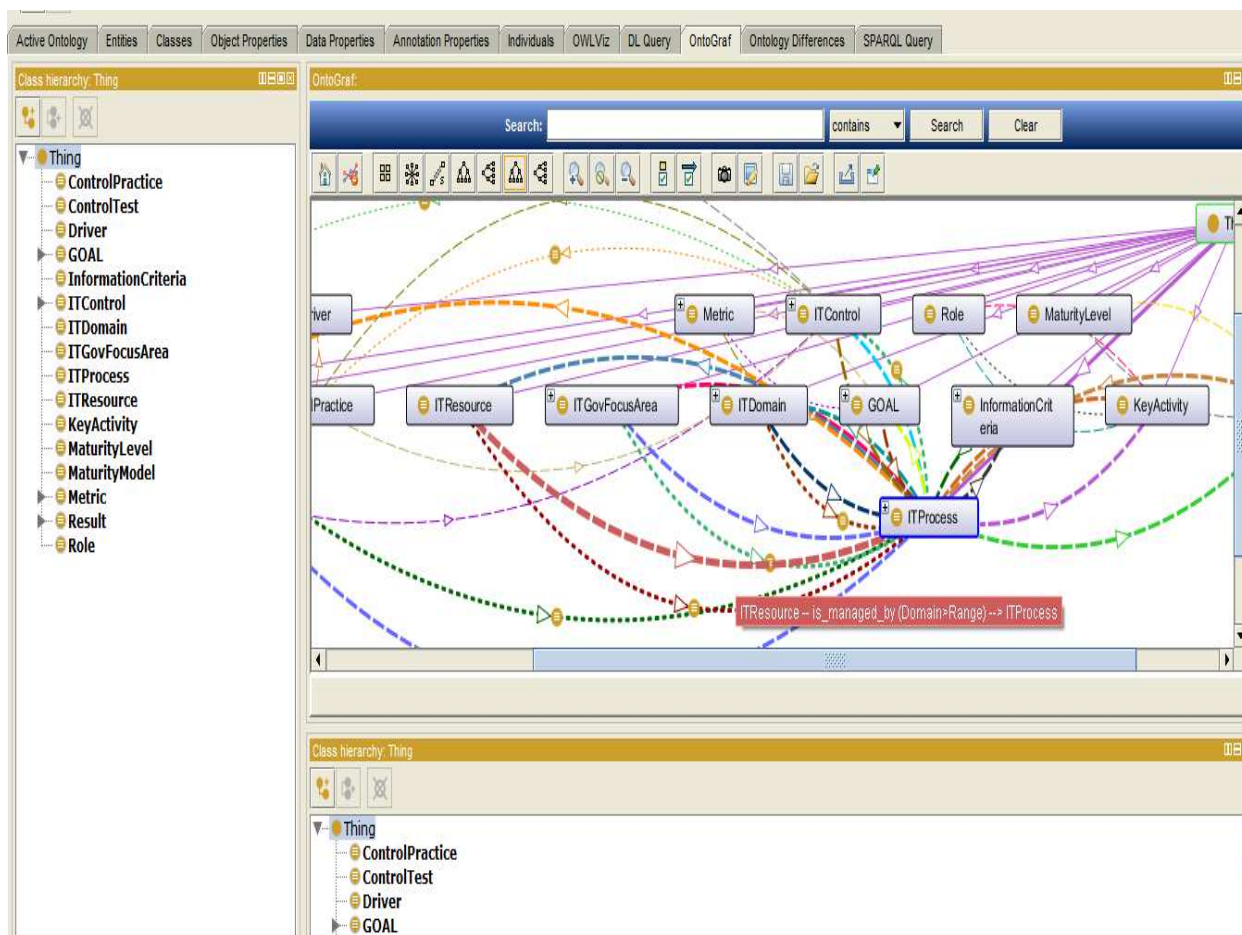 Active Ontology Entities Classes Object Properties Data Properties Annotation Properties Individuals OWLViz DL Query OntoGraf Ontology Differences SPARQL Query
Class hierarchy: Thing
Thing
ControlPractice
ControlTest
Driver
GOAL
InformationCriteria
ITControl
ITDomain
ITGovFocusArea
ITProcess
ITResource
KeyActivity
MaturityLevel
MaturityModel
Metric
Result
Role
OntoGraf:
Search: contains Search Clear
Th
river Metric ITControl Role MaturityLevel
lPractice ITResource ITGovFocusArea ITDomain GOAL InformationCrit
eria KeyActivity
ITProcess
ITResource -- is_managed_by (Domain>Range) --> ITProcess
Class hierarchy: Thing
Thing
ControlPractice
ControlTest
Driver
GOAL